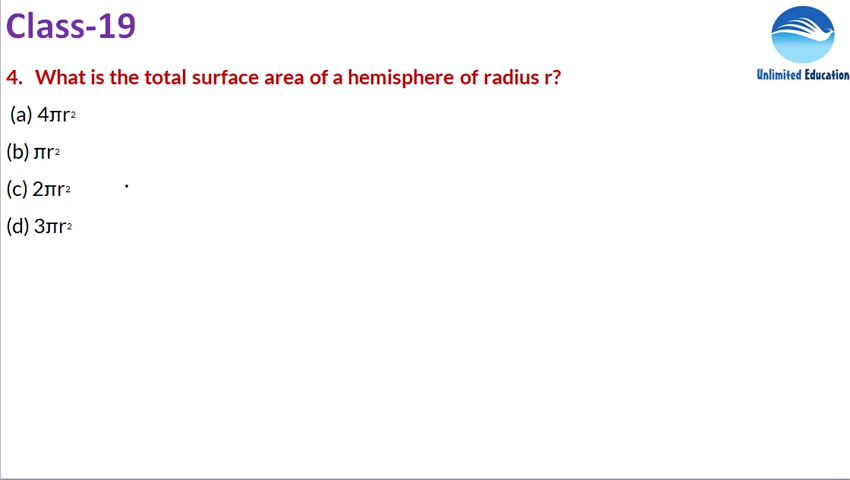 Class-19
Unlimited Education
4. What is the total surface area of a hemisphere of radius r?
(a) 4πr²
(b) πr²
(c) 2πr²
(d) 3πr²